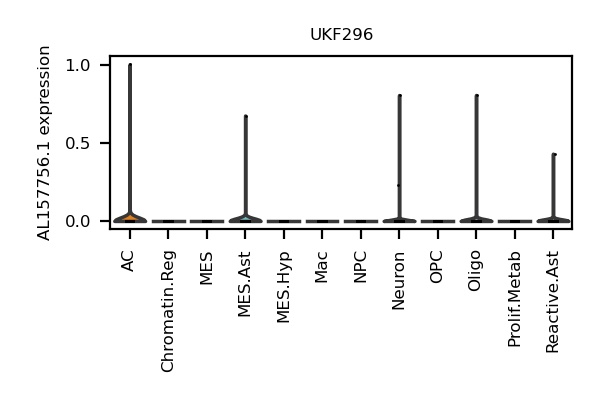 UKF296
AL157756.1 expression
1.0
0.5
0.0
AC
Chromatin.Reg
MES
MES.Ast
MES.Hyp
Mac
NPC
Neuron
OPC
Oligo
Prolif.Metab
Reactive.Ast